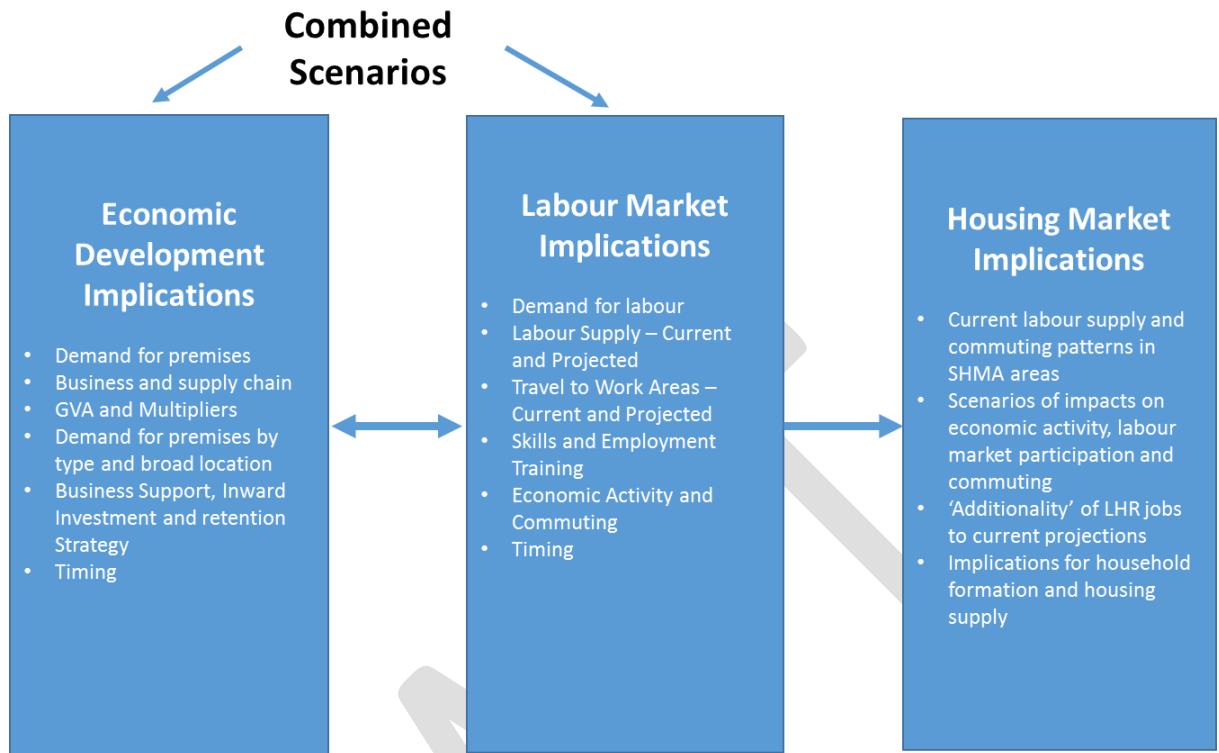 Combined
Scenarios
Economic
Development
Implications
• Demand for premises
• Business and supply chain
• GVA and Multipliers
• Demand for premises by
type and broad location
• Business Support, Inward
Investment and retention
Strategy
• Timing
Labour Market
Implications
• Demand for labour
• Labour Supply – Current
and Projected
• Travel to Work Areas –
Current and Projected
• Skills and Employment
Training
• Economic Activity and
Commuting
• Timing
Housing Market
Implications
• Current labour supply and
commuting patterns in
SHMA areas
• Scenarios of impacts on
economic activity, labour
market participation and
commuting
• ‘Additionality’ of LHR jobs
to current projections
• Implications for household
formation and housing
supply